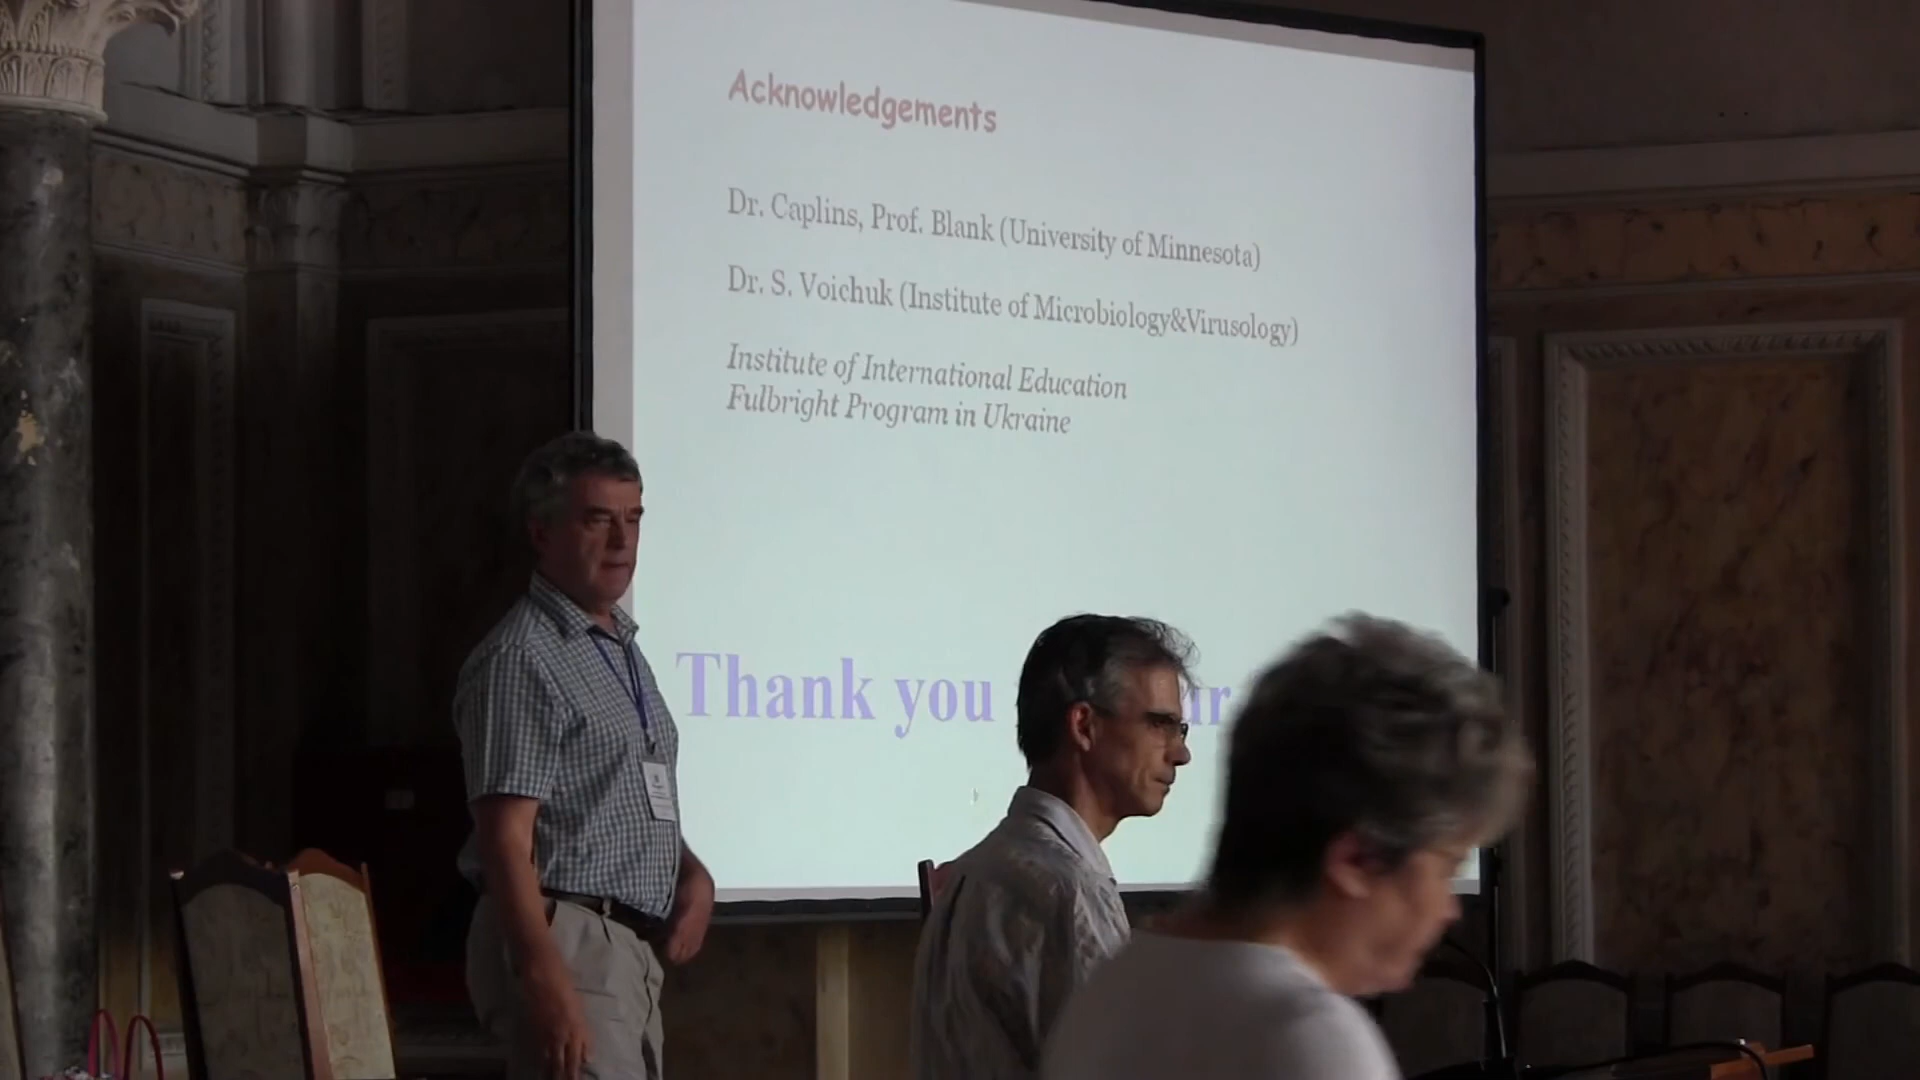 Acknowledgements
Dr. Caplins, Prof. Blank (University of Minnesota)
Dr. S. Voichuk (Institute of Microbiology&Virusology)
Institute of International Education
Fulbright Program in Ukraine
Thank you